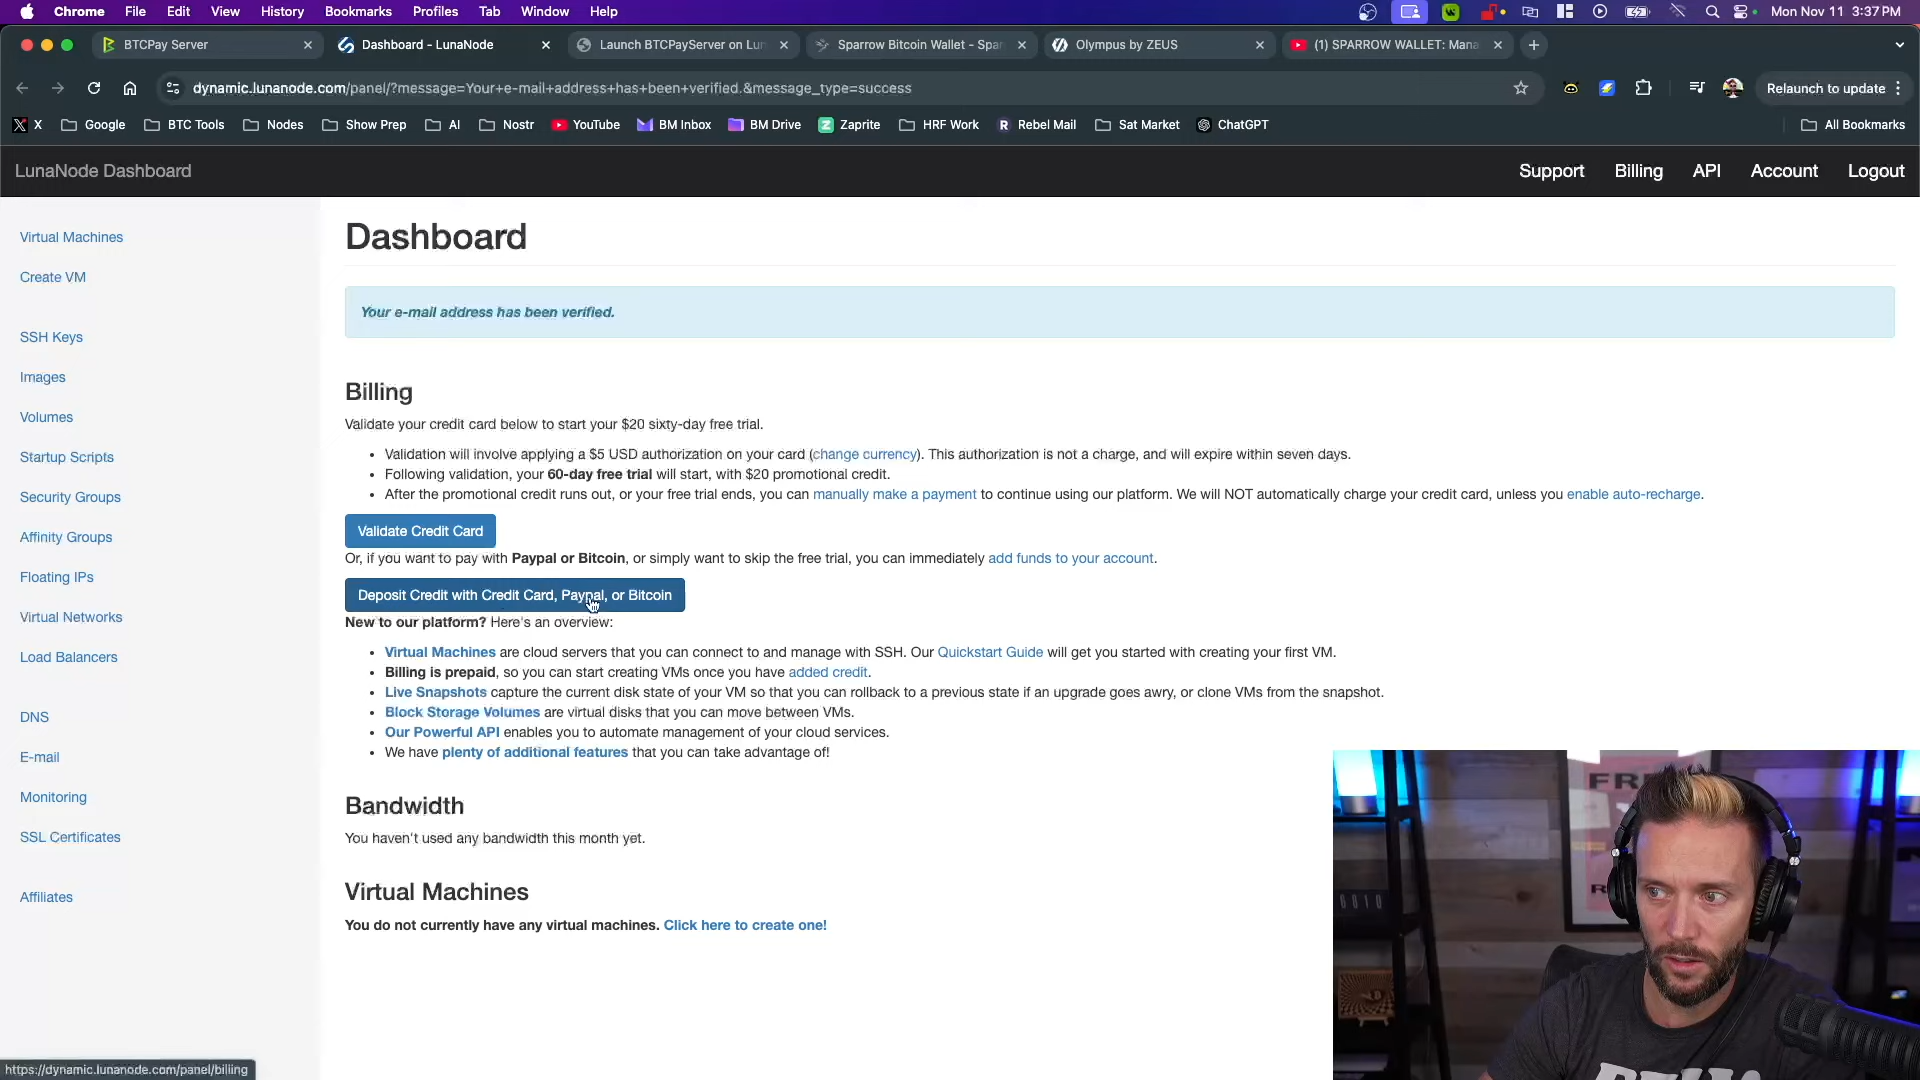 Chrome File Edit View History Bookmarks Profiles Tab Window Help Mon Nov 11 3:37 PM
BTCPay Server
Dashboard - LunaNode
Launch BTCPayServer on Lun
Sparrow Bitcoin Wallet - Spar
Olympus by ZEUS
(1) SPARROW WALLET: Mana
dynamic.lunanode.com/panel/?message=Your+e-mail+address+has+been+verified.&message_type=success
Relaunch to update
X Google BTC Tools Nodes Show Prep AI Nostr YouTube BM Inbox BM Drive Zaprite HRF Work Rebel Mail Sat Market ChatGPT All Bookmarks
LunaNode Dashboard
Support Billing API Account Logout
Virtual Machines
Create VM
SSH Keys
Images
Volumes
Startup Scripts
Security Groups
Affinity Groups
Floating IPs
Virtual Networks
Load Balancers
DNS
E-mail
Monitoring
SSL Certificates
Affiliates
Dashboard
Your e-mail address has been verified.
Billing
Validate your credit card below to start your $20 sixty-day free trial.
• Validation will involve applying a $5 USD authorization on your card (change currency). This authorization is not a charge, and will expire within seven days.
• Following validation, your 60-day free trial will start, with $20 promotional credit.
• After the promotional credit runs out, or your free trial ends, you can manually make a payment to continue using our platform. We will NOT automatically charge your credit card, unless you enable auto-recharge.
Validate Credit Card
Or, if you want to pay with Paypal or Bitcoin, or simply want to skip the free trial, you can immediately add funds to your account.
Deposit Credit with Credit Card, Paypal, or Bitcoin
New to our platform? Here's an overview:
• Virtual Machines are cloud servers that you can connect to and manage with SSH. Our Quickstart Guide will get you started with creating your first VM.
• Billing is prepaid, so you can start creating VMs once you have added credit.
• Live Snapshots capture the current disk state of your VM so that you can rollback to a previous state if an upgrade goes awry, or clone VMs from the snapshot.
• Block Storage Volumes are virtual disks that you can move between VMs.
• Our Powerful API enables you to automate management of your cloud services.
• We have plenty of additional features that you can take advantage of!
Bandwidth
You haven't used any bandwidth this month yet.
Virtual Machines
You do not currently have any virtual machines. Click here to create one!
https://dynamic.lunanode.com/panel/billing